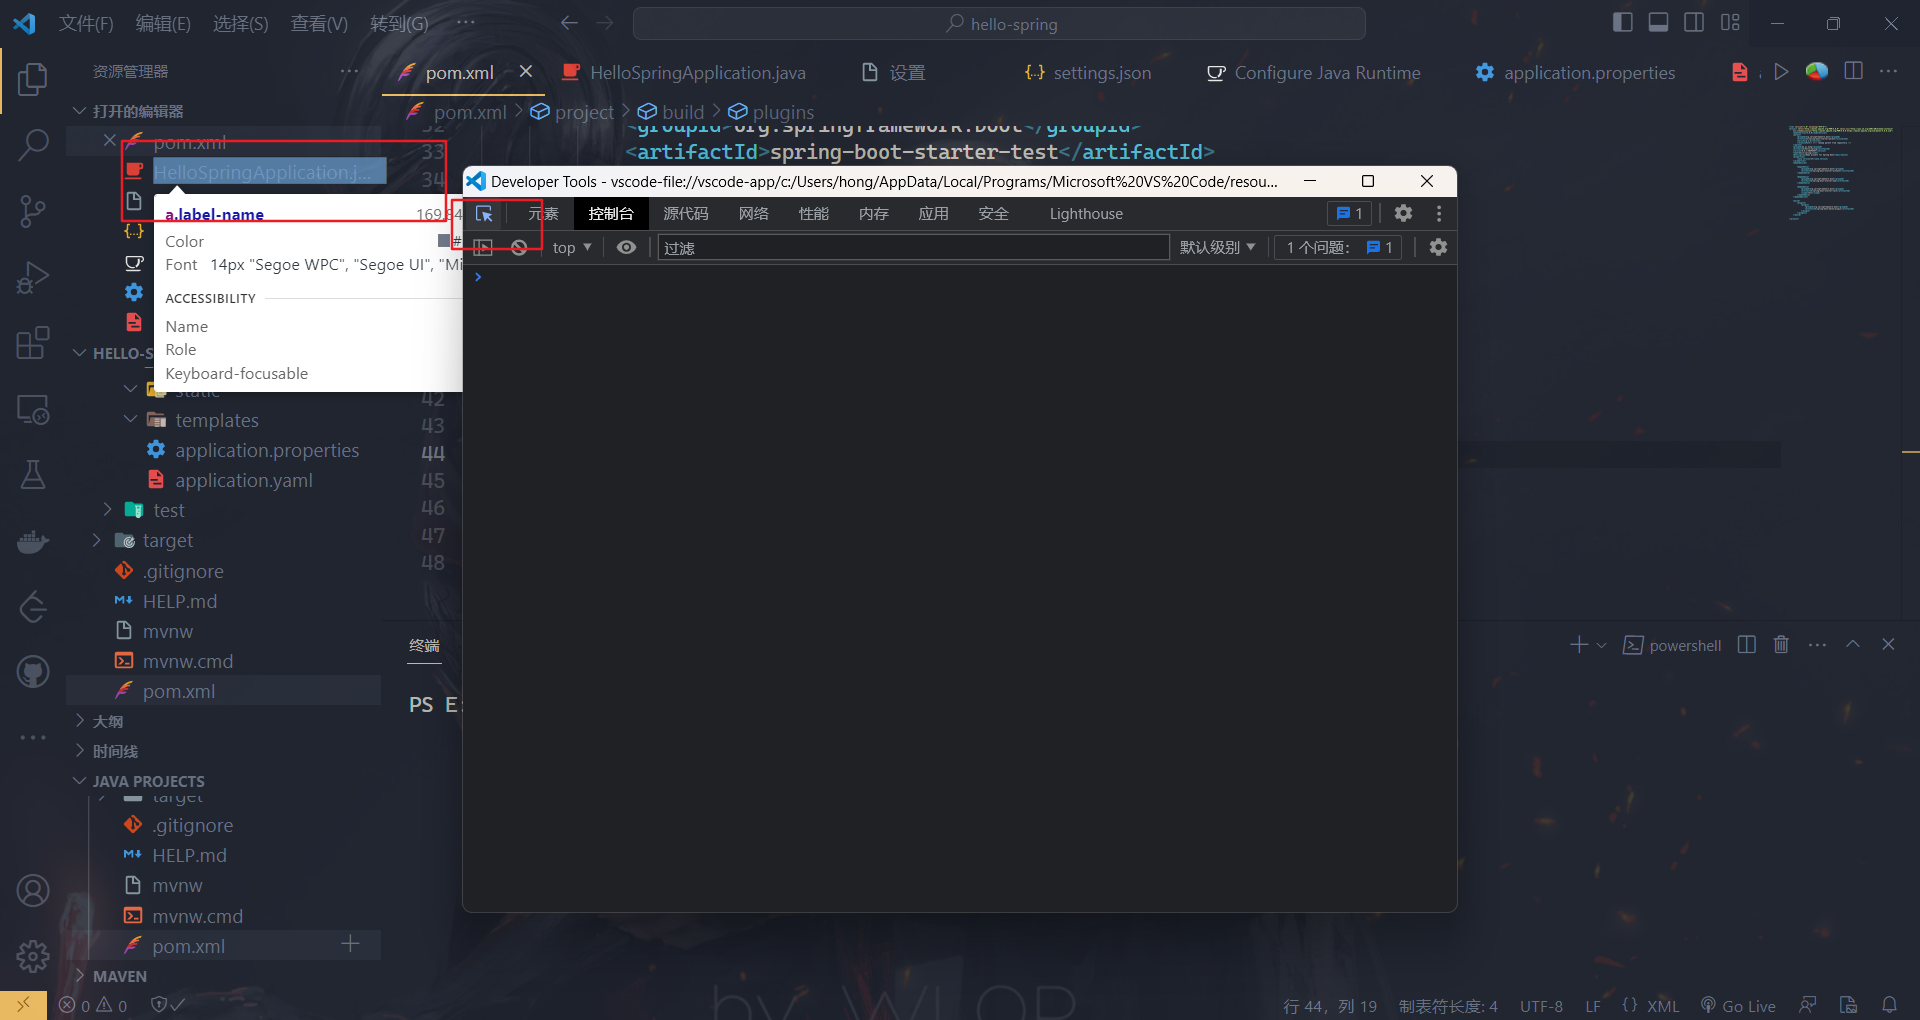 文件(F) 编辑(E) 选择(S) 查看(V) 转到(G) ··· hello-spring
资源管理器 ···
pom.xml HelloSpringApplication.java 设置 settings.json Configure Java Runtime application.properties
打开的编辑器
pom.xml
HelloSpringApplication.j...
pom.xml > project > build > plugins
<groupId>org.springframework.boot</groupId>
33 <artifactId>spring-boot-starter-test</artifactId>
34
a.label-name
Color
Font 14px "Segoe WPC", "Segoe UI", "Mi
ACCESSIBILITY
Name
Role
Keyboard-focusable
Developer Tools - vscode-file://vscode-app/c:/Users/hong/AppData/Local/Programs/Microsoft%20VS%20Code/resou...
元素 控制台 源代码 网络 性能 内存 应用 安全 Lighthouse 1
top 过滤 默认级别 1 个问题: 1
HELLO-S
static
templates
application.properties
application.yaml
test
target
.gitignore
HELP.md
mvnw
mvnw.cmd
pom.xml
大纲
时间线
JAVA PROJECTS
target
.gitignore
HELP.md
mvnw
mvnw.cmd
pom.xml
MAVEN
42
43
44
45
46
47
48
终端 powershell
PS E:
by WLOP
0 0 行 44，列 19 制表符长度: 4 UTF-8 LF {} XML Go Live